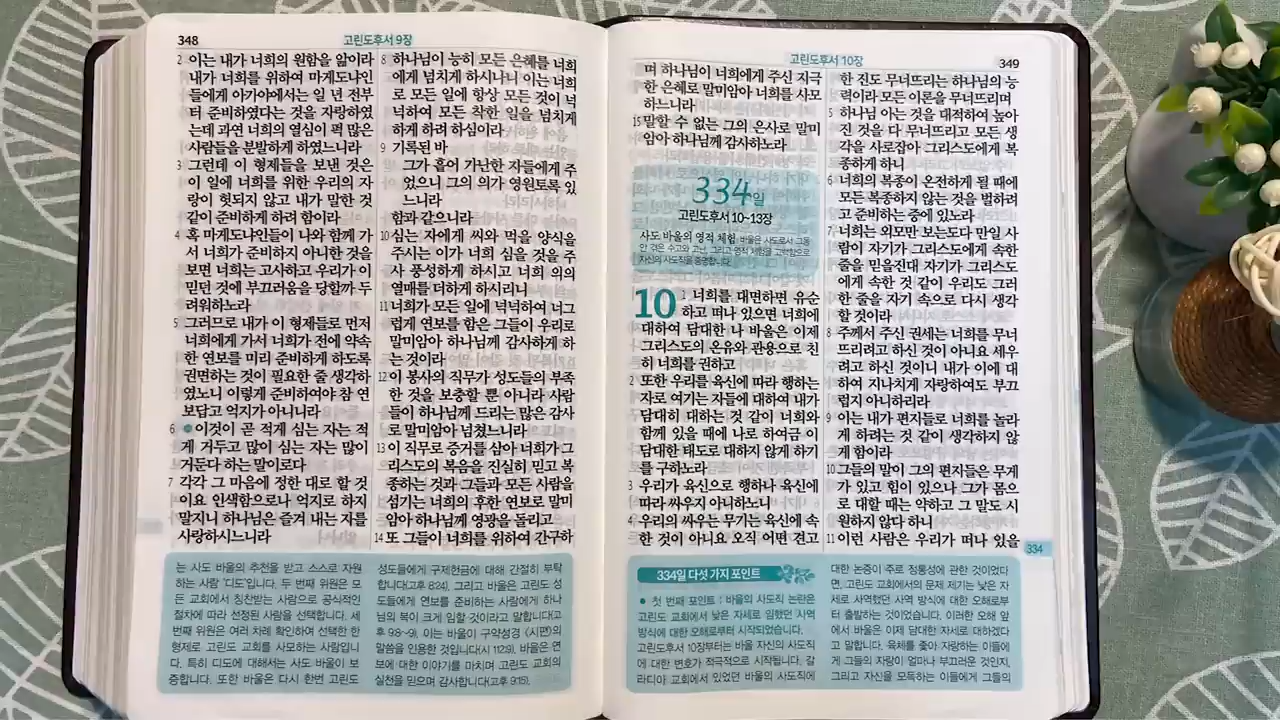 348
고린도후서 9장
2 이는 내가 너희의 원함을 앎이라
내가 너희를 위하여 마게도냐인
들에게 아가야에서는 일 년 전부
터 준비하였다는 것을 자랑하였
는데 과연 너희의 열심이 퍽 많은
사람들을 분발하게 하였느니라
3 그런데 이 형제들을 보낸 것은
이 일에 너희를 위한 우리의 자
랑이 헛되지 않고 내가 말한 것
같이 준비하게 하려 함이라
4 혹 마게도냐인들이 나와 함께 가
서 너희가 준비하지 아니한 것을
보면 너희는 고사하고 우리가 이
믿던 것에 부끄러움을 당할까 두
려워하노라
5 그러므로 내가 이 형제들로 먼저
너희에게 가서 너희가 전에 약속
한 연보를 미리 준비하게 하도록
권면하는 것이 필요한 줄 생각하
였노니 이렇게 준비하여야 참 연
보답고 억지가 아니니라
6 이것이 곧 적게 심는 자는 적
게 거두고 많이 심는 자는 많이
거둔다 하는 말이로다
7 각각 그 마음에 정한 대로 할 것
이요 인색함으로나 억지로 하지
말지니 하나님은 즐겨 내는 자를
사랑하시느니라
8 하나님이 능히 모든 은혜를 너희
에게 넘치게 하시나니 이는 너희
로 모든 일에 항상 모든 것이 넉
넉하여 모든 착한 일을 넘치게
하게 하려 하심이라
9 기록된 바
그가 흩어 가난한 자들에게 주
었으니 그의 의가 영원토록 있
느니라
함과 같으니라
10 심는 자에게 씨와 먹을 양식을
주시는 이가 너희 심을 것을 주
사 풍성하게 하시고 너희 의의
열매를 더하게 하시리니
11 너희가 모든 일에 넉넉하여 너그
럽게 연보를 함은 그들이 우리로
말미암아 하나님께 감사하게 하
는 것이라
12 이 봉사의 직무가 성도들의 부족
한 것을 보충할 뿐 아니라 사람
들이 하나님께 드리는 많은 감사
로 말미암아 넘쳤느니라
13 이 직무로 증거를 삼아 너희가 그
리스도의 복음을 진실히 믿고 복
종하는 것과 그들과 모든 사람을
섬기는 너희의 후한 연보로 말미
암아 하나님께 영광을 돌리고
14 또 그들이 너희를 위하여 간구하
는 사울의 추천을 받고 스스로 자원
하는 사람 '디도'입니다. 두 번째 위원은 모
든 교회에서 칭찬받는 사람으로 공식적인
절차에 따라 선정된 사람을 선택합니다. 세
번째 위원은 여러 차례 확인하여 선택한 한
형제로 고린도 교회를 사모하는 사람입니
다. 특히 디도에 대해서는 사도 바울이 보
증합니다. 또한 바울은 다시 한번 고린도
성도들에게 구제헌금에 대해 간절히 부탁
합니다(고후 8:24). 그리고 바울은 고린도 성
도들에게 연보를 준비하는 사람에게 하나
님의 복이 크게 임할 것이라고 말합니다(고
후 9:8~9). 이는 바울이 구약성경 〈시편〉의
말씀을 인용한 것입니다(시 112:9). 바울은 연
보에 대한 이야기를 마치며 고린도 교회의
실천을 믿으며 감사합니다(고후 9:15).
고린도후서 10장
349
며 하나님이 너희에게 주신 지극
한 은혜로 말미암아 너희를 사모
하느니라
15 말할 수 없는 그의 은사로 말미
암아 하나님께 감사하노라
334일
고린도후서 10~13장
사도 바울의 영적 체험 바울은 사도로서 그동
안 겪은 수고와 고난, 그리고 영적 체험을 고백함으로
자신의 사도직을 증명합니다.
10 1 너희를 대면하면 유순
하고 떠나 있으면 너희에
대하여 담대한 나 바울은 이제
그리스도의 온유와 관용으로 친
히 너희를 권하고
2 또한 우리를 육신에 따라 행하는
자로 여기는 자들에 대하여 내가
담대히 대하는 것 같이 너희와
함께 있을 때에 나로 하여금 이
담대한 태도로 대하지 않게 하기
를 구하노라
3 우리가 육신으로 행하나 육신에
따라 싸우지 아니하노니
4 우리의 싸우는 무기는 육신에 속
한 것이 아니요 오직 어떤 견고
한 진도 무너뜨리는 하나님의 능
력이라 모든 이론을 무너뜨리며
5 하나님 아는 것을 대적하여 높아
진 것을 다 무너뜨리고 모든 생
각을 사로잡아 그리스도에게 복
종하게 하니
6 너희의 복종이 온전하게 될 때에
모든 복종하지 않는 것을 벌하려
고 준비하는 중에 있노라
7 너희는 외모만 보는도다 만일 사
람이 자기가 그리스도에게 속한
줄을 믿을진대 자기가 그리스도
에게 속한 것 같이 우리도 그러
한 줄을 자기 속으로 다시 생각
할 것이라
8 주께서 주신 권세는 너희를 무너
뜨리려고 하신 것이 아니요 세우
려고 하신 것이니 내가 이에 대
하여 지나치게 자랑하여도 부끄
럽지 아니하리라
9 이는 내가 편지들로 너희를 놀라
게 하려는 것 같이 생각하지 않
게 함이라
10 그들의 말이 그의 편지들은 무게
가 있고 힘이 있으나 그가 몸으
로 대할 때는 약하고 그 말도 시
원하지 않다 하니
11 이런 사람은 우리가 떠나 있을
334
334일 다섯 가지 포인트
● 첫 번째 포인트 : 바울의 사도직 논란은
고린도 교회에서 낮은 자세로 임했던 사역
방식에 대한 오해로부터 시작되었습니다.
고린도후서 10장부터는 바울 자신의 사도직
에 대한 변호가 적극적으로 시작됩니다. 갈
라디아 교회에서 있었던 바울의 사도직에
대한 논증이 주로 정통성에 관한 것이었다
면, 고린도 교회에서의 문제 제기는 낮은 자
세로 사역했던 사역 방식에 대한 오해로부
터 출발하는 것이었습니다. 이러한 오해 앞
에서 바울은 이제 담대한 자세로 대하겠다
고 말합니다. 육체를 좇아 자랑하는 이들에
게 그들의 자랑이 얼마나 부끄러운 것인지,
그리고 자신을 모독하는 이들에게 그들의